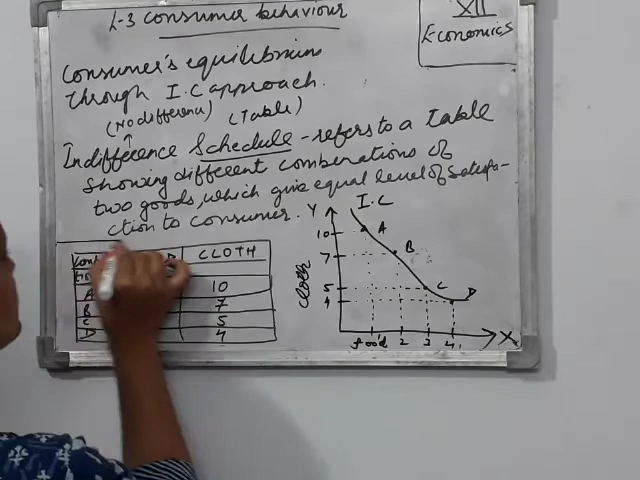 L-3 Consumer behaviour
XII
Economics
Consumer's equilibrium
through I.C approach.
(No difference) (Table)
Indifference Schedule - refers to a Table
showing different combinations of
two goods, which give equal level of satisfa-
ction to consumer.
CLOTH
A 10
B 7
C 5
D 4
I.C
Y
10 A
7 B
5 C
4 D
Cloth
X
food 2 3 4